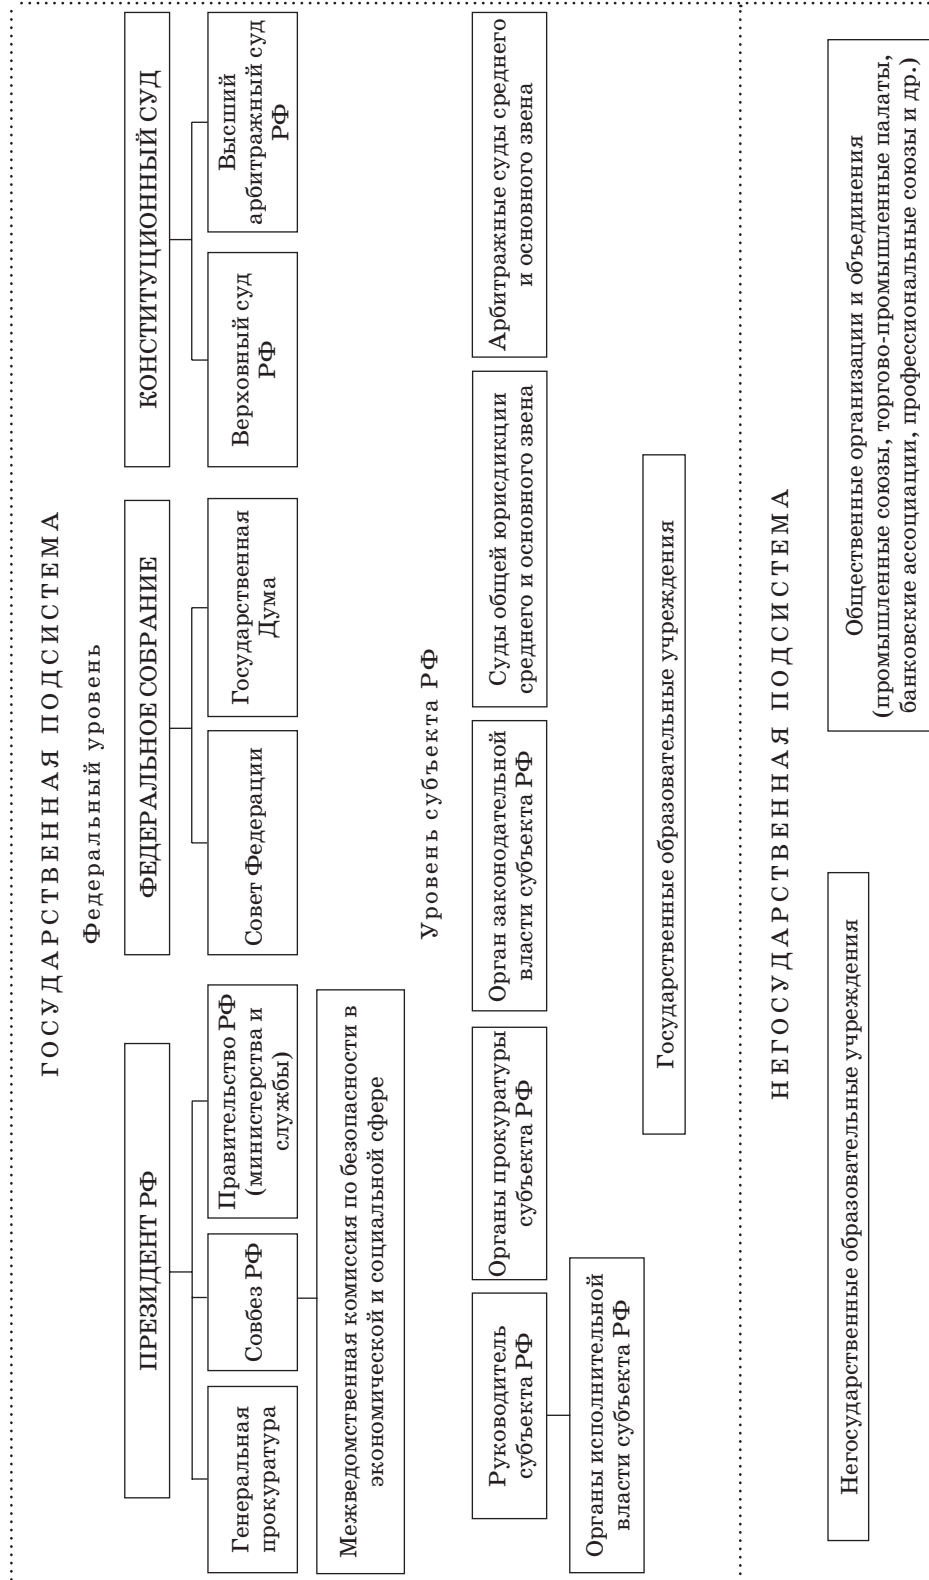 ГОСУДАРСТВЕННАЯ ПОДСИСТЕМА
Федеральный уровень
ПРЕЗИДЕНТ РФ
Генеральная
прокуратура
Совбез РФ
Правительство РФ
(министерства и
службы)
Межведомственная комиссия по безопасности в
экономической и социальной сфере
ФЕДЕРАЛЬНОЕ СОБРАНИЕ
Совет Федерации
Государственная
Дума
КОНСТИТУЦИОННЫЙ СУД
Верховный суд
РФ
Высший
арбитражный суд
РФ
Уровень субъекта РФ
Руководитель
субъекта РФ
Органы исполнительной
власти субъекта РФ
Органы прокуратуры
субъекта РФ
Орган законодательной
власти субъекта РФ
Суды общей юрисдикции
среднего и основного звена
Арбитражные суды среднего
и основного звена
Государственные образовательные учреждения
НЕГОСУДАРСТВЕННАЯ ПОДСИСТЕМА
Негосударственные образовательные учреждения
Общественные организации и объединения
(промышленные союзы, торгово-промышленные палаты,
банковские ассоциации, профессиональные союзы и др.)